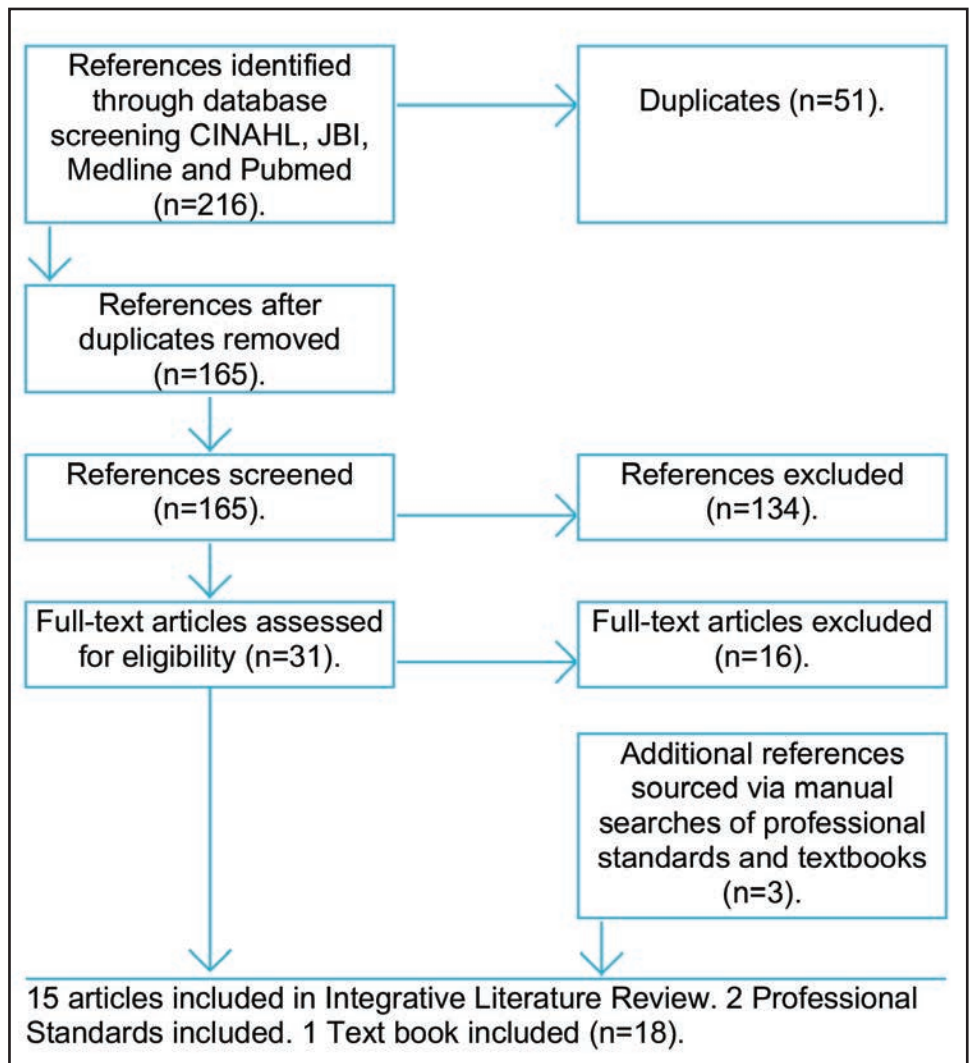 References identified
through database
screening CINAHL, JBI,
Medline and Pubmed
(n=216).
Duplicates (n=51).
References after
duplicates removed
(n=165).
References screened
(n=165).
References excluded
(n=134).
Full-text articles assessed
for eligibility (n=31).
Full-text articles excluded
(n=16).
Additional references
sourced via manual
searches of professional
standards and textbooks
(n=3).
15 articles included in Integrative Literature Review. 2 Professional
Standards included. 1 Text book included (n=18).